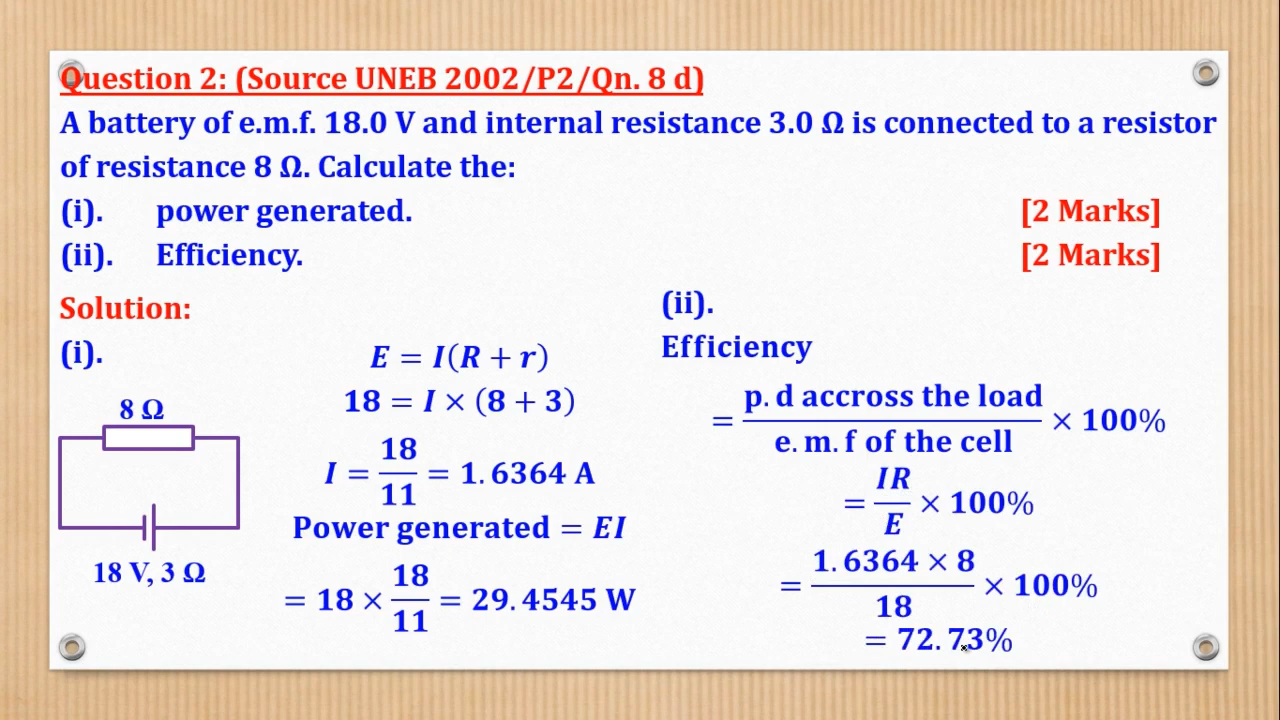 Question 2: (Source UNEB 2002/P2/Qn. 8 d)
A battery of e.m.f. 18.0 V and internal resistance 3.0 Ω is connected to a resistor
of resistance 8 Ω. Calculate the:
(i). power generated. [2 Marks]
(ii). Efficiency. [2 Marks]
Solution:
(i).
8 Ω
18 V, 3 Ω
E = I(R + r)
18 = I × (8 + 3)
I = 18/11 = 1.6364 A
Power generated = EI
= 18 × 18/11 = 29.4545 W
(ii).
Efficiency
= p.d accross the load / e.m.f of the cell × 100%
= IR/E × 100%
= 1.6364 × 8 / 18 × 100%
= 72.73%